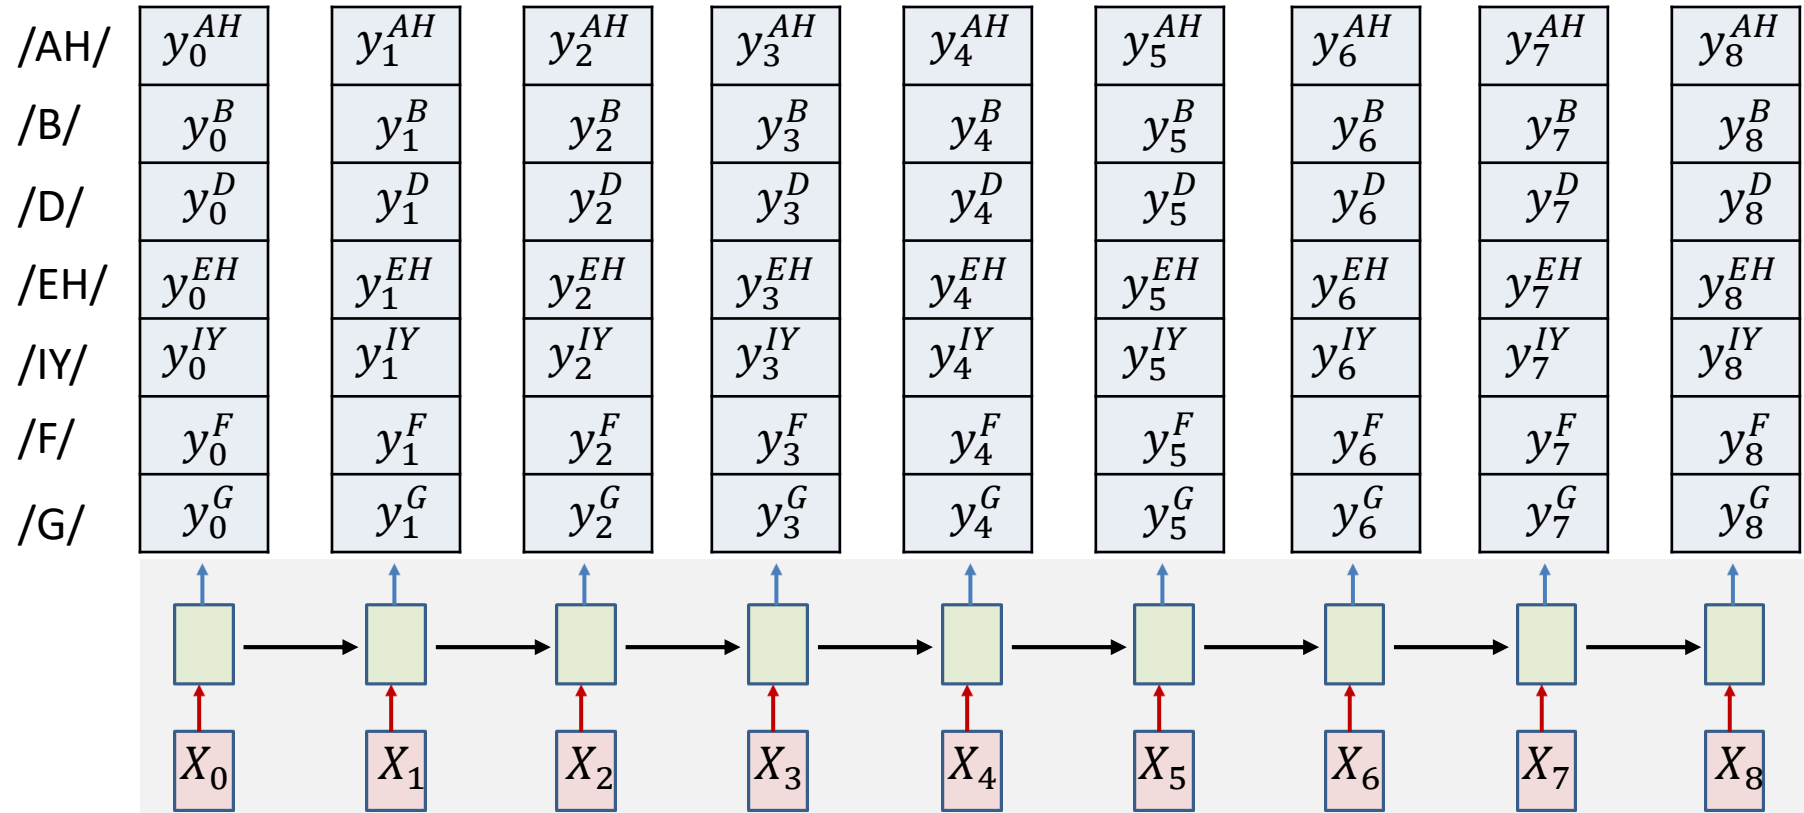 /AH/ y_0^{AH} y_1^{AH} y_2^{AH} y_3^{AH} y_4^{AH} y_5^{AH} y_6^{AH} y_7^{AH} y_8^{AH}
/B/ y_0^{B} y_1^{B} y_2^{B} y_3^{B} y_4^{B} y_5^{B} y_6^{B} y_7^{B} y_8^{B}
/D/ y_0^{D} y_1^{D} y_2^{D} y_3^{D} y_4^{D} y_5^{D} y_6^{D} y_7^{D} y_8^{D}
/EH/ y_0^{EH} y_1^{EH} y_2^{EH} y_3^{EH} y_4^{EH} y_5^{EH} y_6^{EH} y_7^{EH} y_8^{EH}
/IY/ y_0^{IY} y_1^{IY} y_2^{IY} y_3^{IY} y_4^{IY} y_5^{IY} y_6^{IY} y_7^{IY} y_8^{IY}
/F/ y_0^{F} y_1^{F} y_2^{F} y_3^{F} y_4^{F} y_5^{F} y_6^{F} y_7^{F} y_8^{F}
/G/ y_0^{G} y_1^{G} y_2^{G} y_3^{G} y_4^{G} y_5^{G} y_6^{G} y_7^{G} y_8^{G}
X_0 X_1 X_2 X_3 X_4 X_5 X_6 X_7 X_8